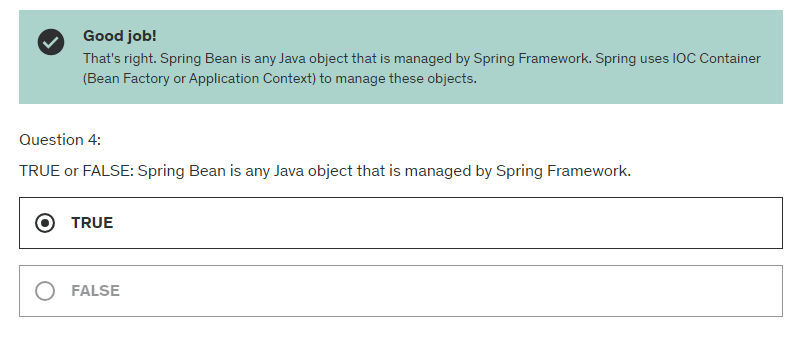 Good job!
That's right. Spring Bean is any Java object that is managed by Spring Framework. Spring uses IOC Container
(Bean Factory or Application Context) to manage these objects.
Question 4:
TRUE or FALSE: Spring Bean is any Java object that is managed by Spring Framework.
TRUE
FALSE